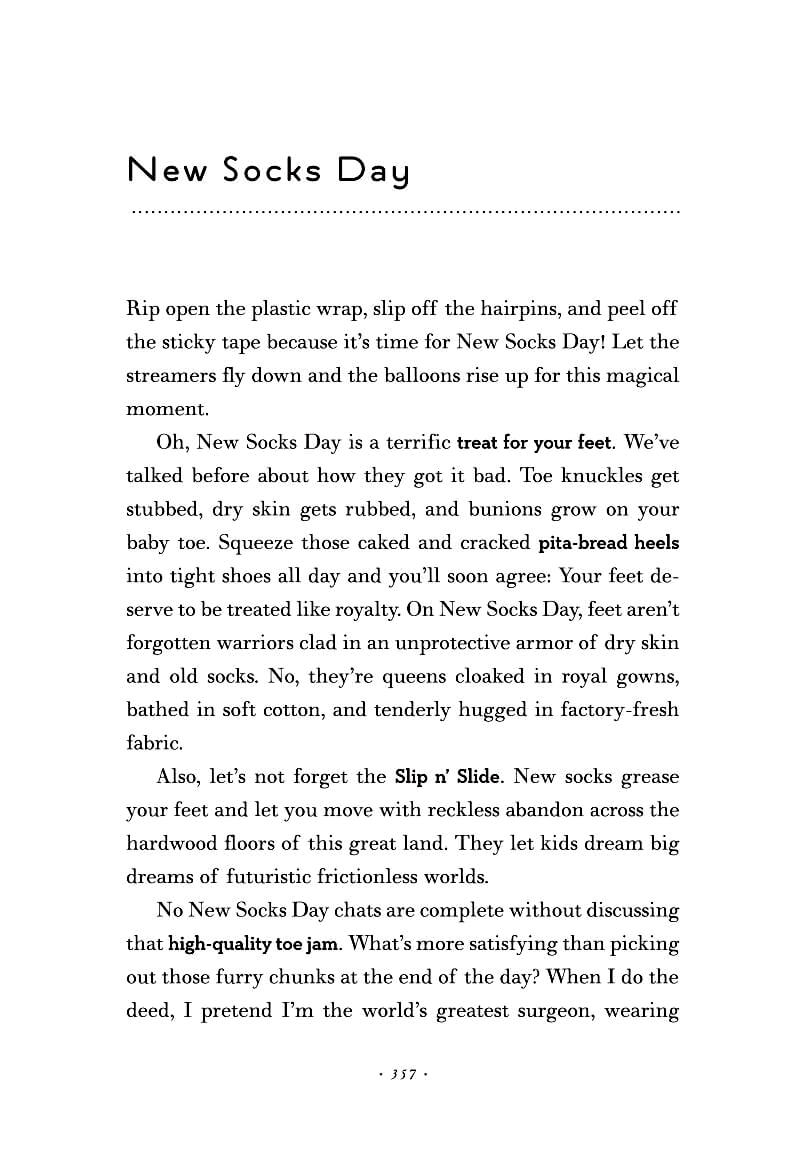 New Socks Day
Rip open the plastic wrap, slip off the hairpins, and peel off
the sticky tape because it’s time for New Socks Day! Let the
streamers fly down and the balloons rise up for this magical
moment.
Oh, New Socks Day is a terrific treat for your feet. We’ve
talked before about how they got it bad. Toe knuckles get
stubbed, dry skin gets rubbed, and bunions grow on your
baby toe. Squeeze those caked and cracked pita-bread heels
into tight shoes all day and you’ll soon agree: Your feet de-
serve to be treated like royalty. On New Socks Day, feet aren’t
forgotten warriors clad in an unprotective armor of dry skin
and old socks. No, they’re queens cloaked in royal gowns,
bathed in soft cotton, and tenderly hugged in factory-fresh
fabric.
Also, let’s not forget the Slip n’ Slide. New socks grease
your feet and let you move with reckless abandon across the
hardwood floors of this great land. They let kids dream big
dreams of futuristic frictionless worlds.
No New Socks Day chats are complete without discussing
that high-quality toe jam. What’s more satisfying than picking
out those furry chunks at the end of the day? When I do the
deed, I pretend I’m the world’s greatest surgeon, wearing
· 357 ·